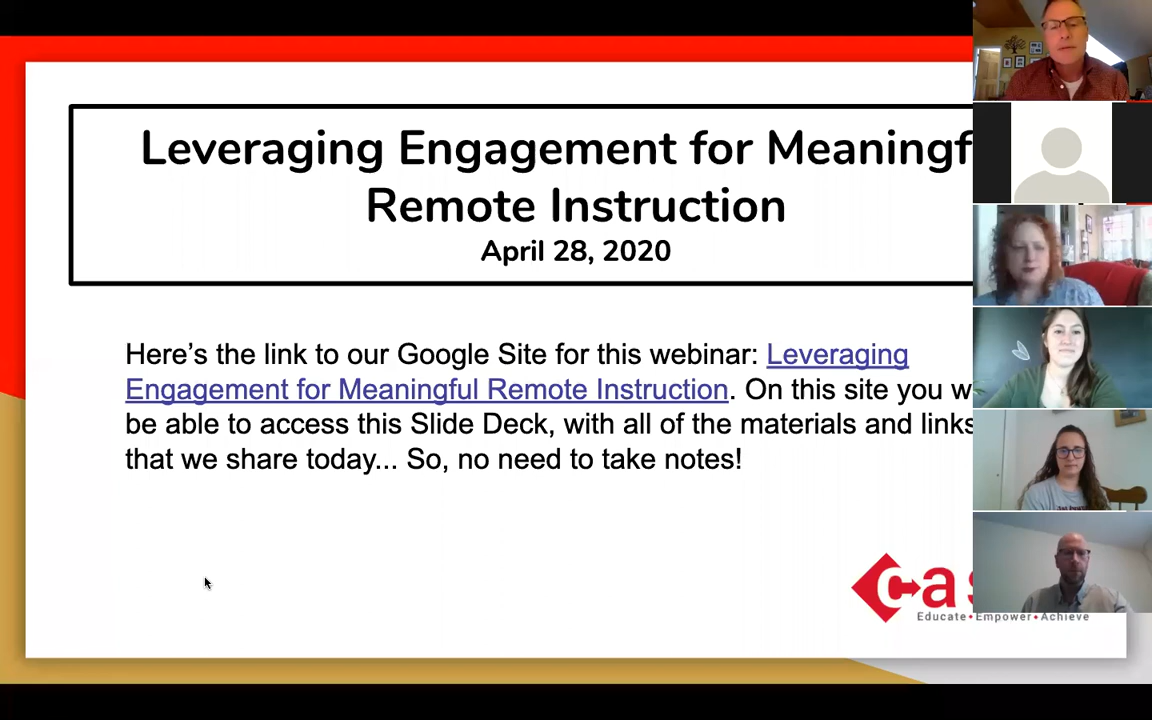 Leveraging Engagement for Meaningf
Remote Instruction
April 28, 2020
Here’s the link to our Google Site for this webinar: Leveraging
Engagement for Meaningful Remote Instruction. On this site you w
be able to access this Slide Deck, with all of the materials and links
that we share today... So, no need to take notes!
cas
Educate•Empower•Achieve